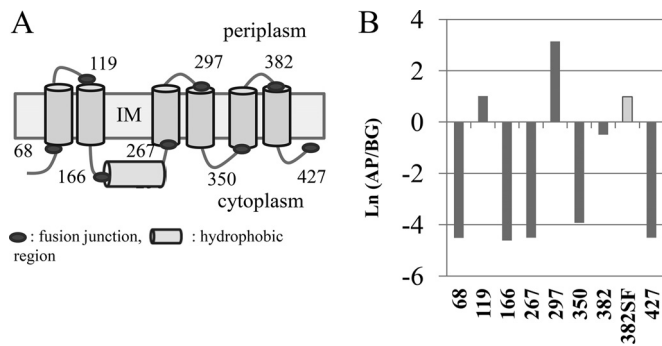 A
periplasm
119
297
382
IM
68
166
267
350
427
cytoplasm
: fusion junction, : hydrophobic
region
B
Ln (AP/BG)
6
4
2
0
-2
-4
-6
68
119
166
267
297
350
382
382SF
427